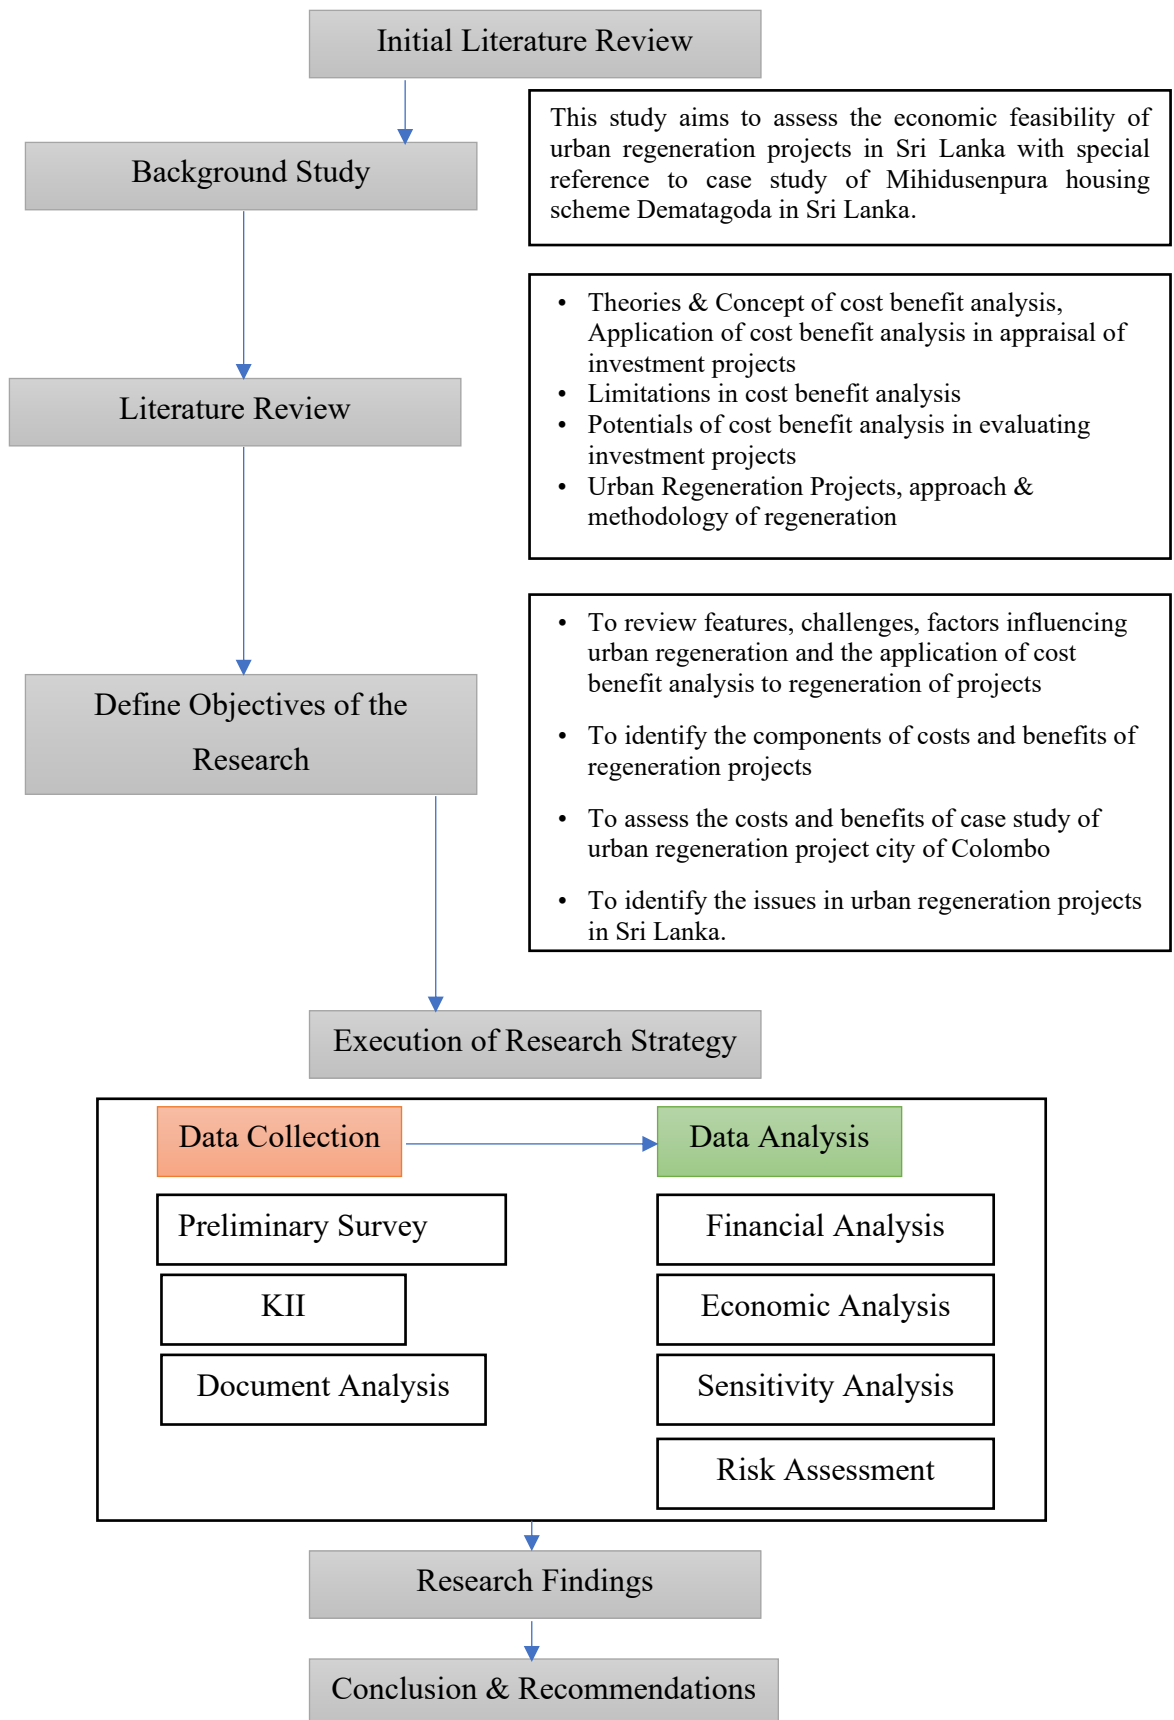 Initial Literature Review
Background Study
This study aims to assess the economic feasibility of
urban regeneration projects in Sri Lanka with special
reference to case study of Mihidusenpura housing
scheme Dematagoda in Sri Lanka.
Literature Review
• Theories & Concept of cost benefit analysis,
Application of cost benefit analysis in appraisal of
investment projects
• Limitations in cost benefit analysis
• Potentials of cost benefit analysis in evaluating
investment projects
• Urban Regeneration Projects, approach &
methodology of regeneration
Define Objectives of the
Research
• To review features, challenges, factors influencing
urban regeneration and the application of cost
benefit analysis to regeneration of projects
• To identify the components of costs and benefits of
regeneration projects
• To assess the costs and benefits of case study of
urban regeneration project city of Colombo
• To identify the issues in urban regeneration projects
in Sri Lanka.
Execution of Research Strategy
Data Collection
Preliminary Survey
KII
Document Analysis
Data Analysis
Financial Analysis
Economic Analysis
Sensitivity Analysis
Risk Assessment
Research Findings
Conclusion & Recommendations